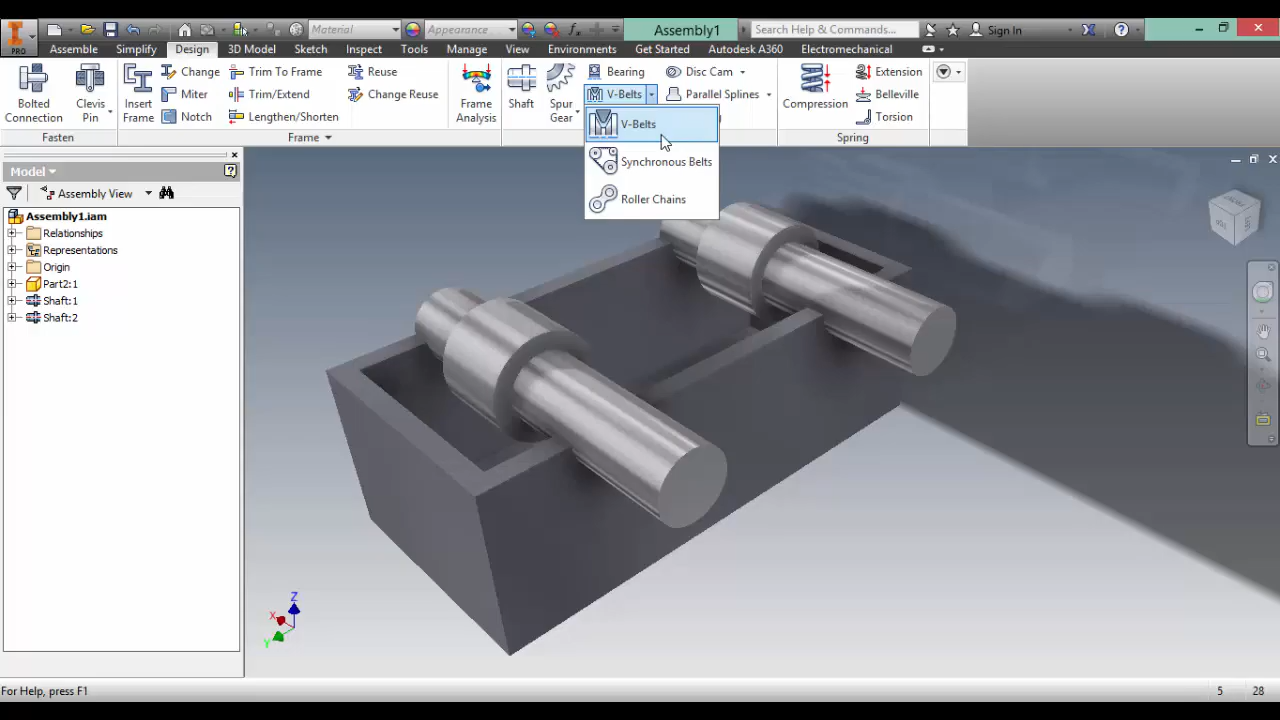 Material
Appearance
Assembly1
Search Help & Commands...
Sign In
PRO
Assemble
Simplify
Design
3D Model
Sketch
Inspect
Tools
Manage
View
Environments
Get Started
Autodesk A360
Electromechanical
Bolted Connection
Clevis Pin
Insert Frame
Change
Miter
Notch
Trim To Frame
Trim/Extend
Lengthen/Shorten
Reuse
Change Reuse
Frame Analysis
Shaft
Spur Gear
Bearing
V-Belts
Disc Cam
Parallel Splines
Compression
Extension
Belleville
Torsion
Fasten
Frame
Spring
V-Belts
Synchronous Belts
Roller Chains
Model
Assembly View
Assembly1.iam
Relationships
Representations
Origin
Part2:1
Shaft:1
Shaft:2
Z
X
Y
For Help, press F1
5
28